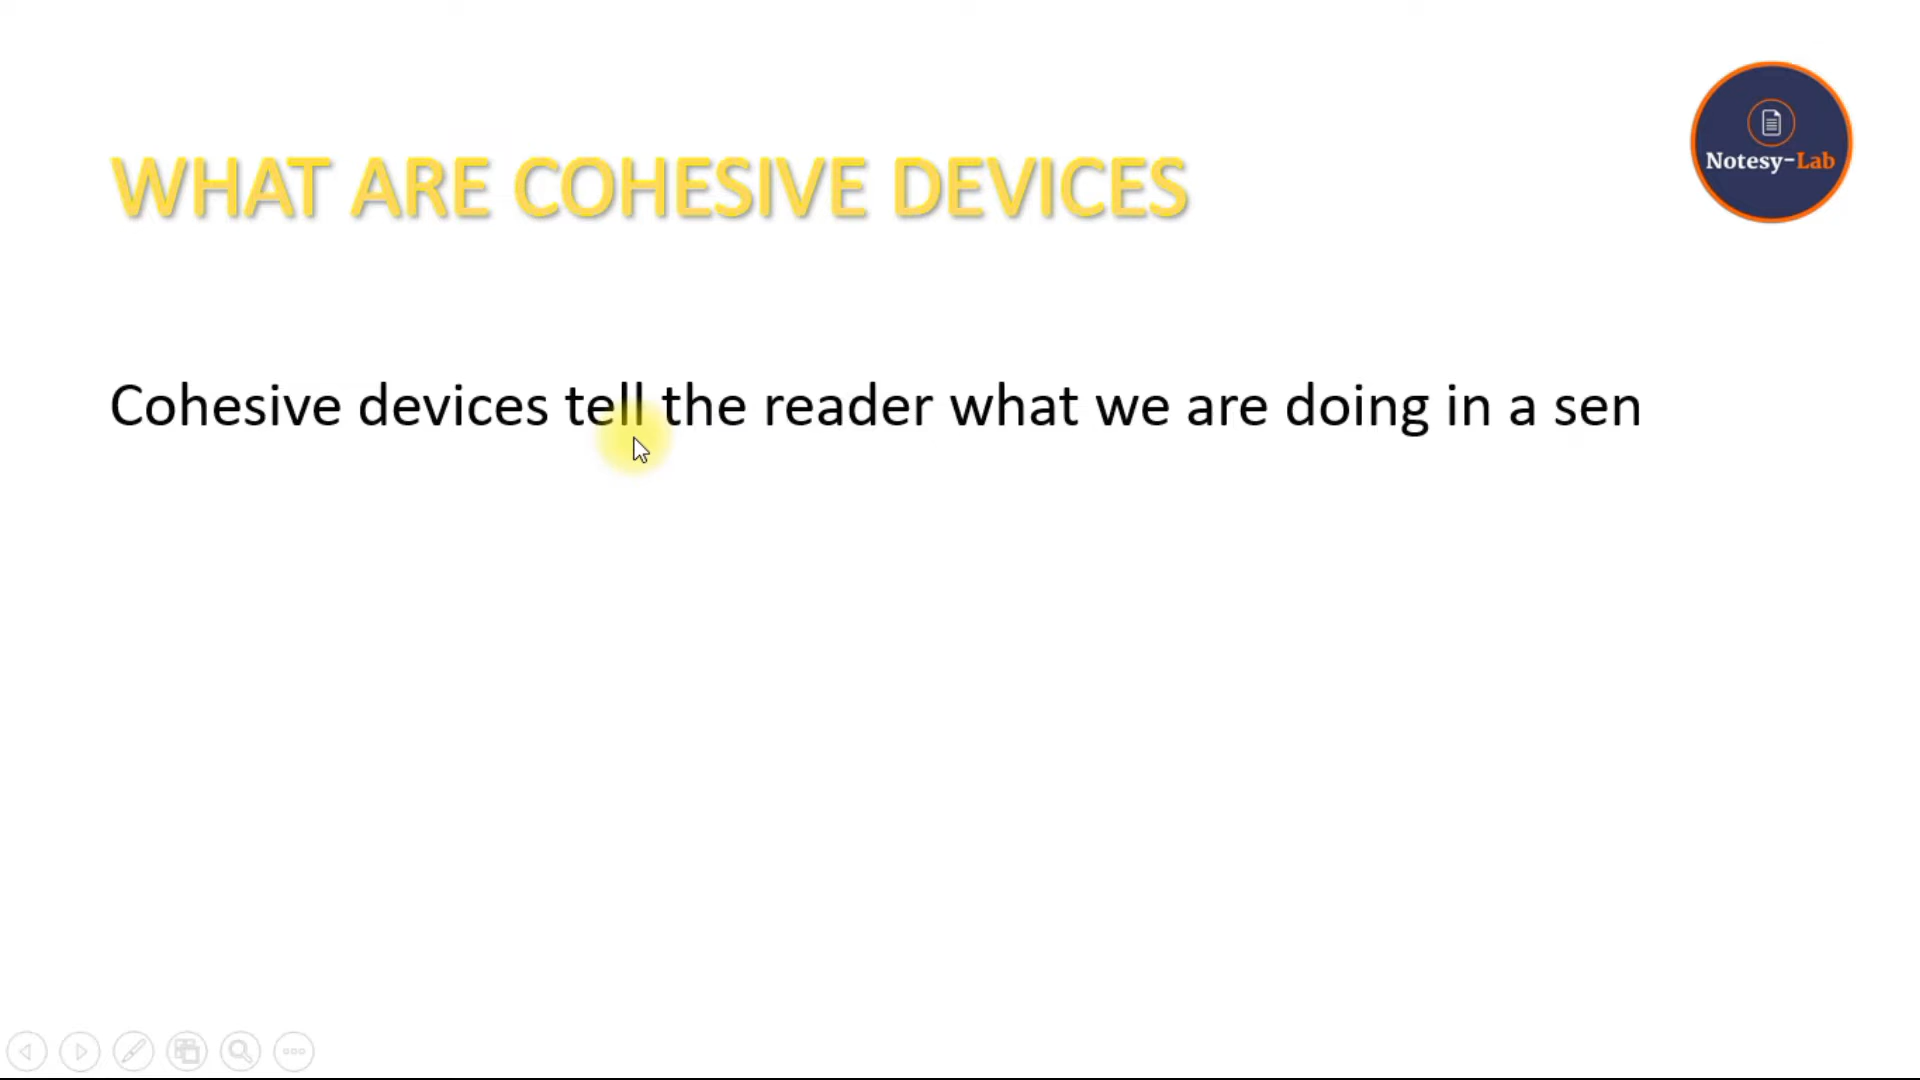 WHAT ARE COHESIVE DEVICES
Notesy-Lab
Cohesive devices tell the reader what we are doing in a sen